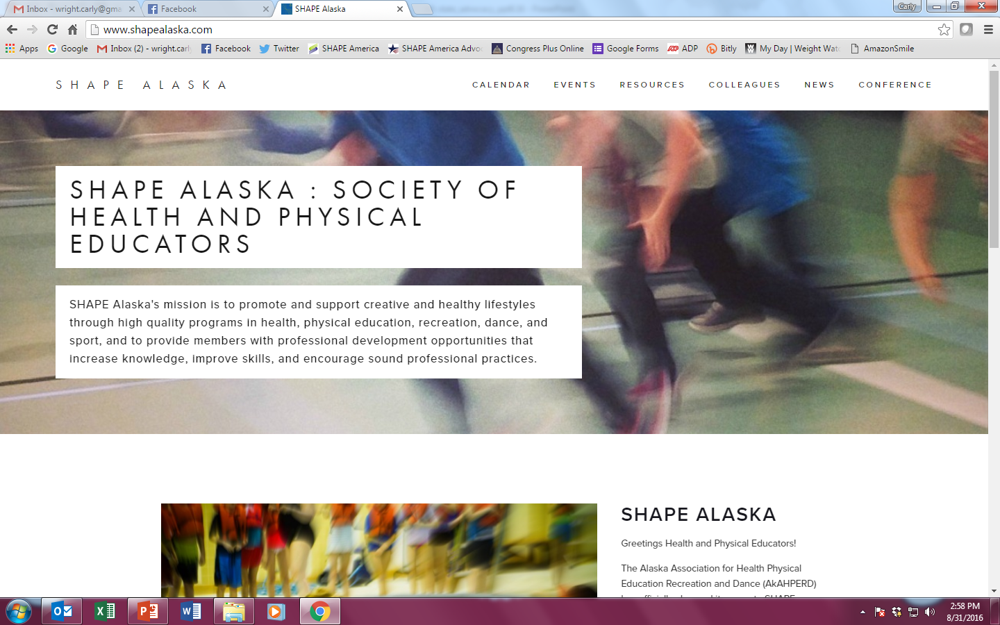 Inbox - wright.carly@gma
Facebook
SHAPE Alaska
Carly
www.shapealaska.com
Apps
Google
Inbox (2) - wright.carl
Facebook
Twitter
SHAPE America
SHAPE America Advo
Congress Plus Online
Google Forms
ADP
Bitly
My Day | Weight Wat
AmazonSmile
SHAPE ALASKA
CALENDAR
EVENTS
RESOURCES
COLLEAGUES
NEWS
CONFERENCE
SHAPE ALASKA : SOCIETY OF
HEALTH AND PHYSICAL
EDUCATORS
SHAPE Alaska's mission is to promote and support creative and healthy lifestyles
through high quality programs in health, physical education, recreation, dance, and
sport, and to provide members with professional development opportunities that
increase knowledge, improve skills, and encourage sound professional practices.
SHAPE ALASKA
Greetings Health and Physical Educators!
The Alaska Association for Health Physical
Education Recreation and Dance (AkAHPERD)
2:58 PM
8/31/2016